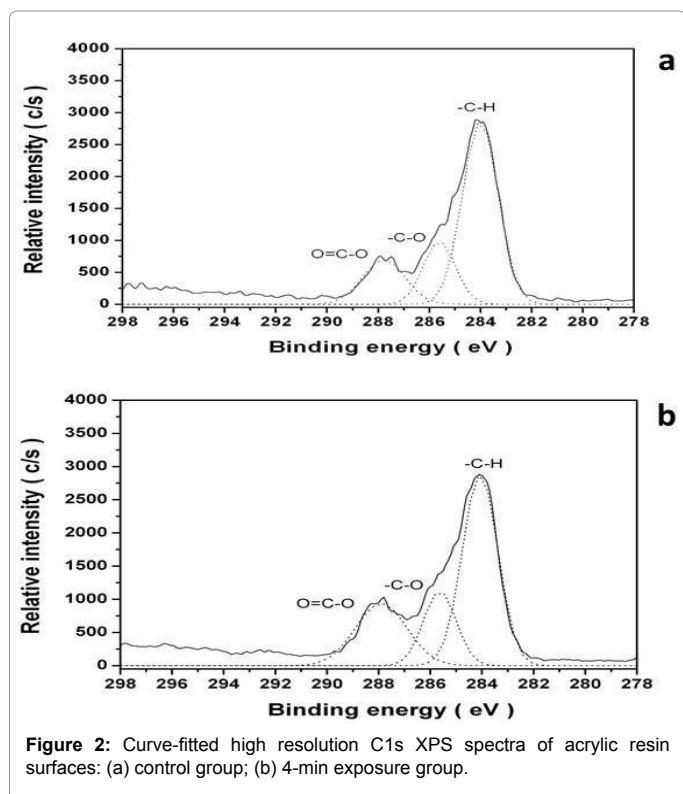 a
4000
3500
3000
2500
2000
1500
1000
500
0
Relative intensity ( c/s )
-C-H
-C-O
O=C-O
298 296 294 292 290 288 286 284 282 280 278
Binding energy ( eV )
b
4000
3500
3000
2500
2000
1500
1000
500
0
Relative intensity ( c/s )
-C-H
-C-O
O=C-O
298 296 294 292 290 288 286 284 282 280 278
Binding energy ( eV )
Figure 2: Curve-fitted high resolution C1s XPS spectra of acrylic resin
surfaces: (a) control group; (b) 4-min exposure group.